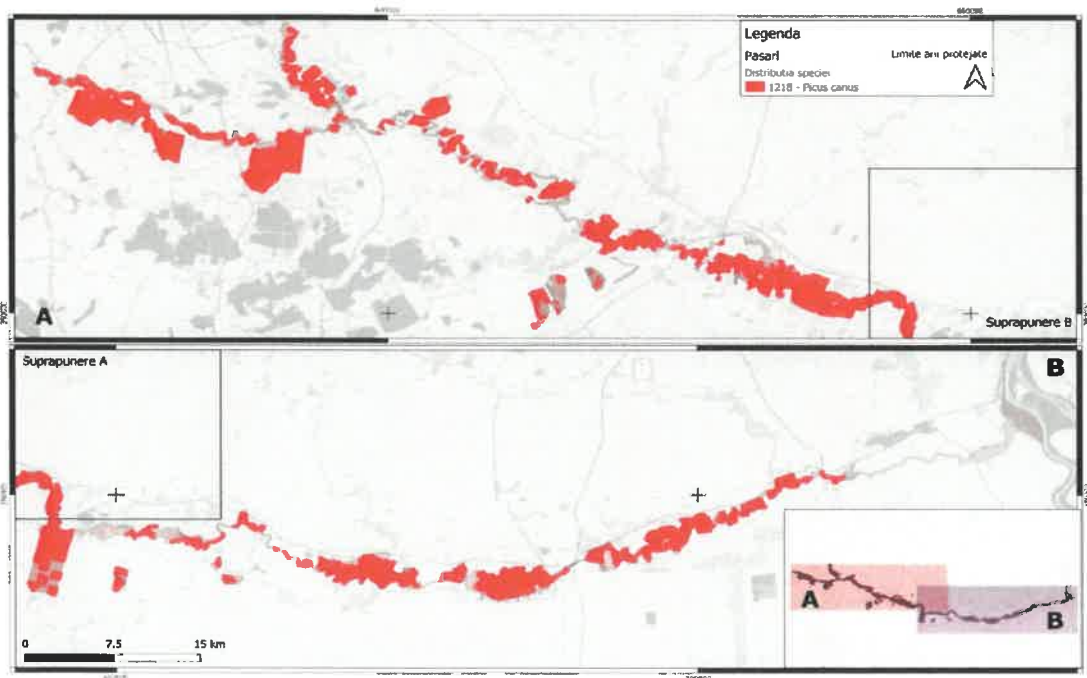 Legenda
Pasari
Limite arii protejate
Distributia speciei
1218 - Picus canus
A
Suprapunere B
Suprapunere A
B
0 7.5 15 km
A
B